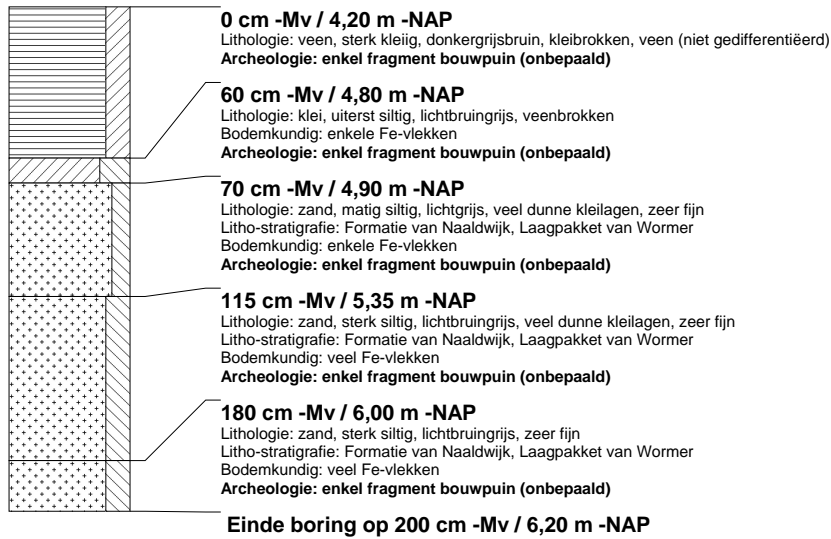 0 cm -Mv / 4,20 m -NAP
Lithologie: veen, sterk kleiig, donkergrijsbruin, kleibrokken, veen (niet gedifferentiëerd)
Archeologie: enkel fragment bouwpuin (onbepaald)
60 cm -Mv / 4,80 m -NAP
Lithologie: klei, uiterst siltig, lichtbruingrijs, veenbrokken
Bodemkundig: enkele Fe-vlekken
Archeologie: enkel fragment bouwpuin (onbepaald)
70 cm -Mv / 4,90 m -NAP
Lithologie: zand, matig siltig, lichtgrijs, veel dunne kleilagen, zeer fijn
Litho-stratigrafie: Formatie van Naaldwijk, Laagpakket van Wormer
Bodemkundig: enkele Fe-vlekken
Archeologie: enkel fragment bouwpuin (onbepaald)
115 cm -Mv / 5,35 m -NAP
Lithologie: zand, sterk siltig, lichtbruingrijs, veel dunne kleilagen, zeer fijn
Litho-stratigrafie: Formatie van Naaldwijk, Laagpakket van Wormer
Bodemkundig: veel Fe-vlekken
Archeologie: enkel fragment bouwpuin (onbepaald)
180 cm -Mv / 6,00 m -NAP
Lithologie: zand, sterk siltig, lichtbruingrijs, zeer fijn
Litho-stratigrafie: Formatie van Naaldwijk, Laagpakket van Wormer
Bodemkundig: veel Fe-vlekken
Archeologie: enkel fragment bouwpuin (onbepaald)
Einde boring op 200 cm -Mv / 6,20 m -NAP